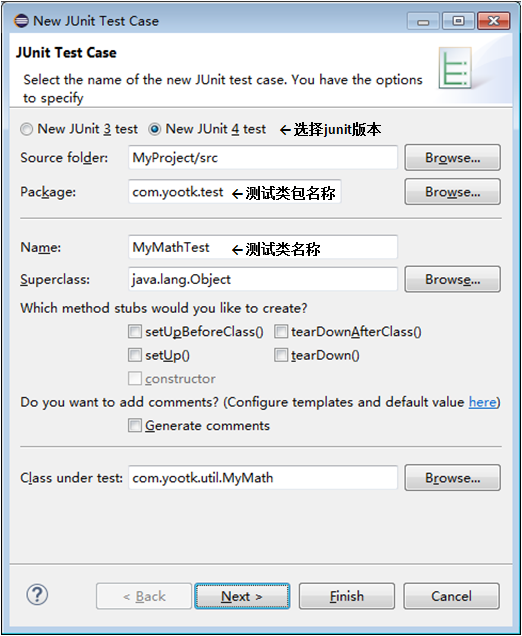 New JUnit Test Case
JUnit Test Case
Select the name of the new JUnit test case. You have the options
to specify
New JUnit 3 test New JUnit 4 test ←选择junit版本
Source folder: MyProject/src Browse...
Package: com.yootk.test ←测试类包名称 Browse...
Name: MyMathTest ←测试类名称
Superclass: java.lang.Object Browse...
Which method stubs would you like to create?
setUpBeforeClass() tearDownAfterClass()
setUp() tearDown()
constructor
Do you want to add comments? (Configure templates and default value here)
Generate comments
Class under test: com.yootk.util.MyMath Browse...
? < Back Next > Finish Cancel